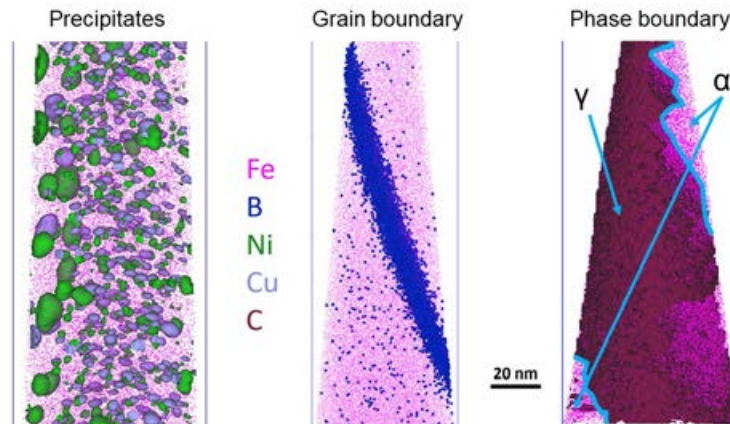 Precipitates
Grain boundary
Phase boundary
Fe
B
Ni
Cu
C
20 nm
γ
α